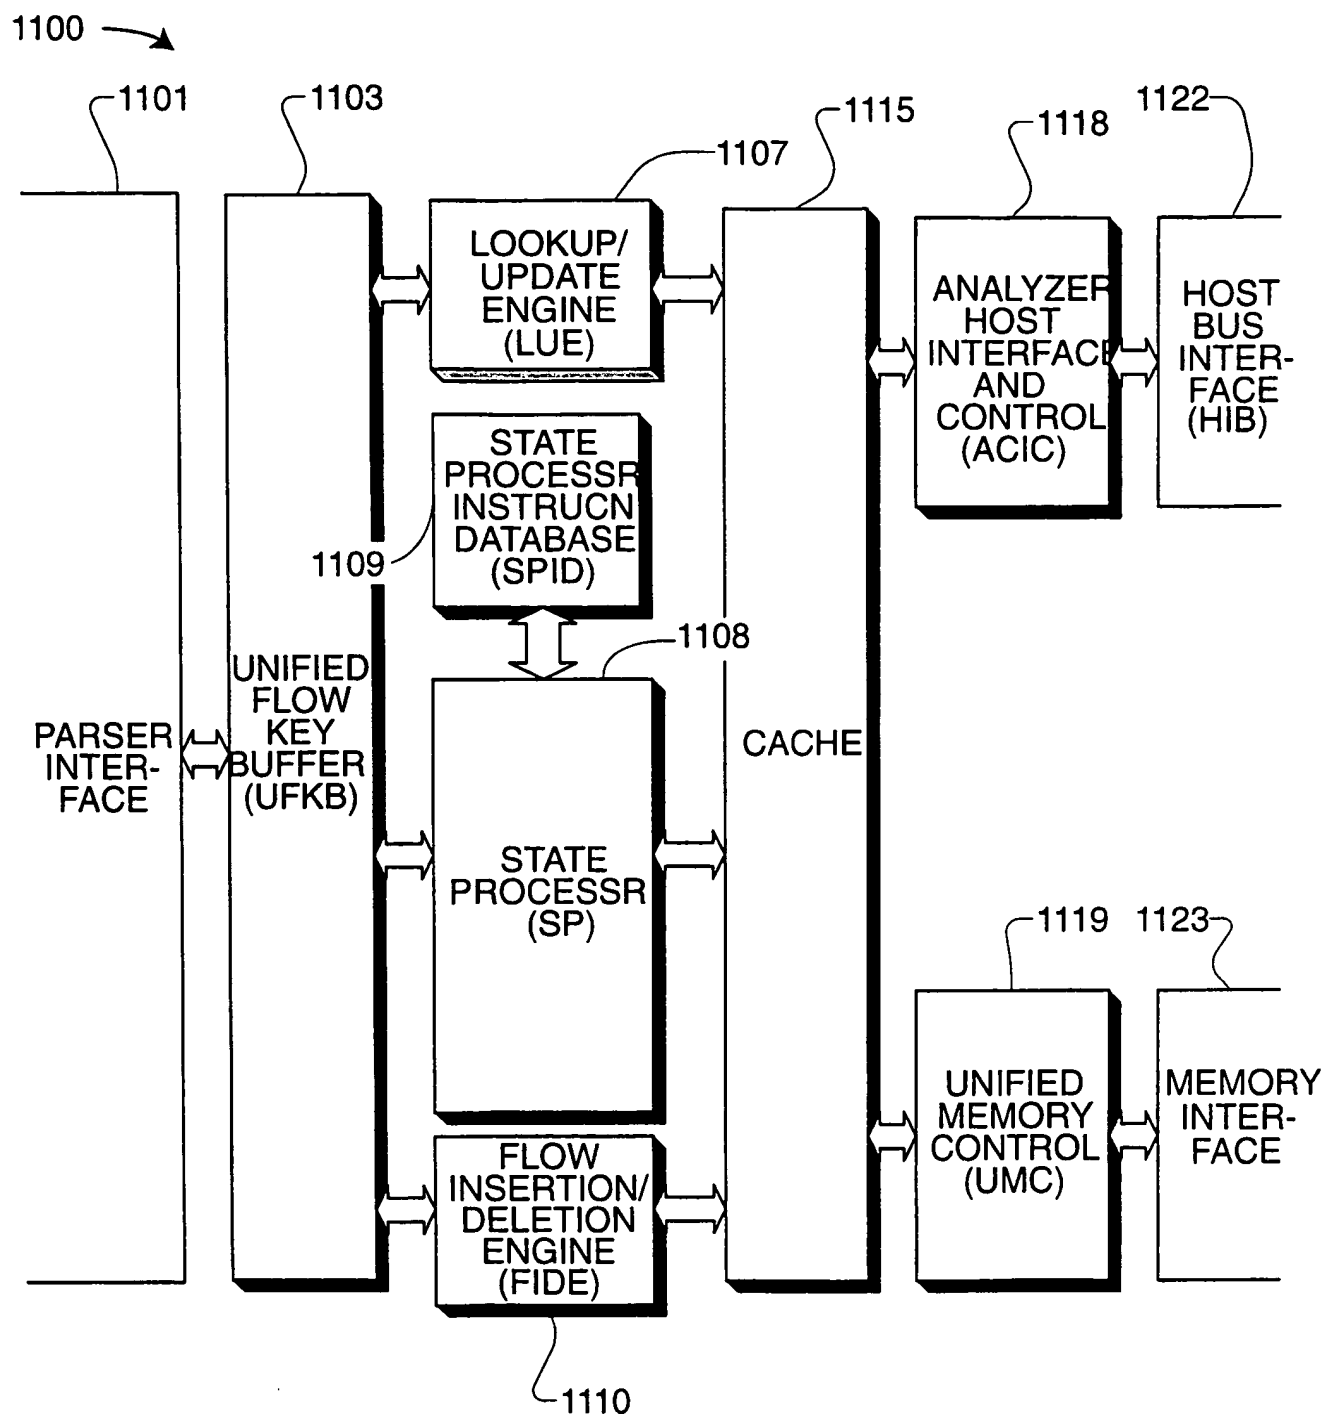 1100
1101
1103
1107
1115
1118
1122
LOOKUP/
UPDATE
ENGINE
(LUE)
ANALYZER
HOST
INTERFACE
AND
CONTROL
(ACIC)
HOST
BUS
INTER-
FACE
(HIB)
STATE
PROCESSR
INSTRUCN
DATABASE
(SPID)
1109
1108
UNIFIED
FLOW
KEY
BUFFER
(UFKB)
PARSER
INTER-
FACE
CACHE
STATE
PROCESSR
(SP)
1119
1123
UNIFIED
MEMORY
CONTROL
(UMC)
MEMORY
INTER-
FACE
FLOW
INSERTION/
DELETION
ENGINE
(FIDE)
1110